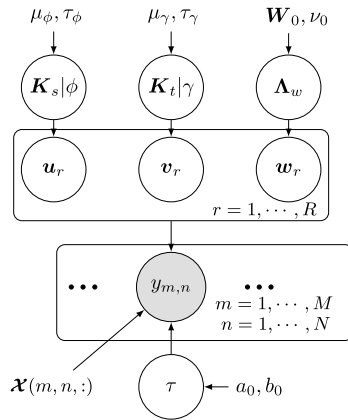 μ_ϕ, τ_ϕ μ_γ, τ_γ W_0, ν_0
K_s|ϕ K_t|γ Λ_w
u_r v_r w_r
r = 1, ⋯, R
••• y_{m,n} •••
m = 1, ⋯, M
n = 1, ⋯, N
𝓧(m, n, :) τ a_0, b_0